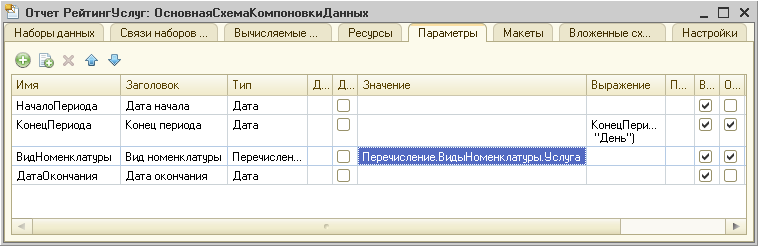 Отчет РейтингУслуг: ОсновнаяСхемаКомпоновкиДанных
Наборы данных Связи наборов ... Вычисляемые ... Ресурсы Параметры Макеты Вложенные сх... Настройки
Имя Заголовок Тип Д... Д... Значение Выражение П... В... О...
НачалоПериода Дата начала Дата
КонецПериода Конец периода Дата КонецПери...
"День")
ВидНоменклатуры Вид номенклатуры Перечислен... Перечисление.ВидыНоменклатуры.Услуга
ДатаОкончания Дата окончания Дата